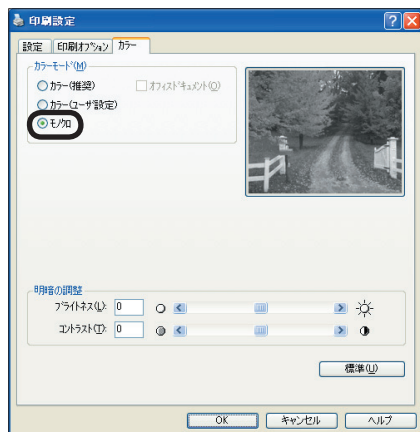 印刷設定
設定 印刷オプション カラー
カラーモード(M)
カラー(推奨) オフィスドキュメント(O)
カラー(ユーザ設定)
モノクロ
明暗の調整
ブライトネス(L): 0
コントラスト(T): 0
標準(U)
OK キャンセル ヘルプ